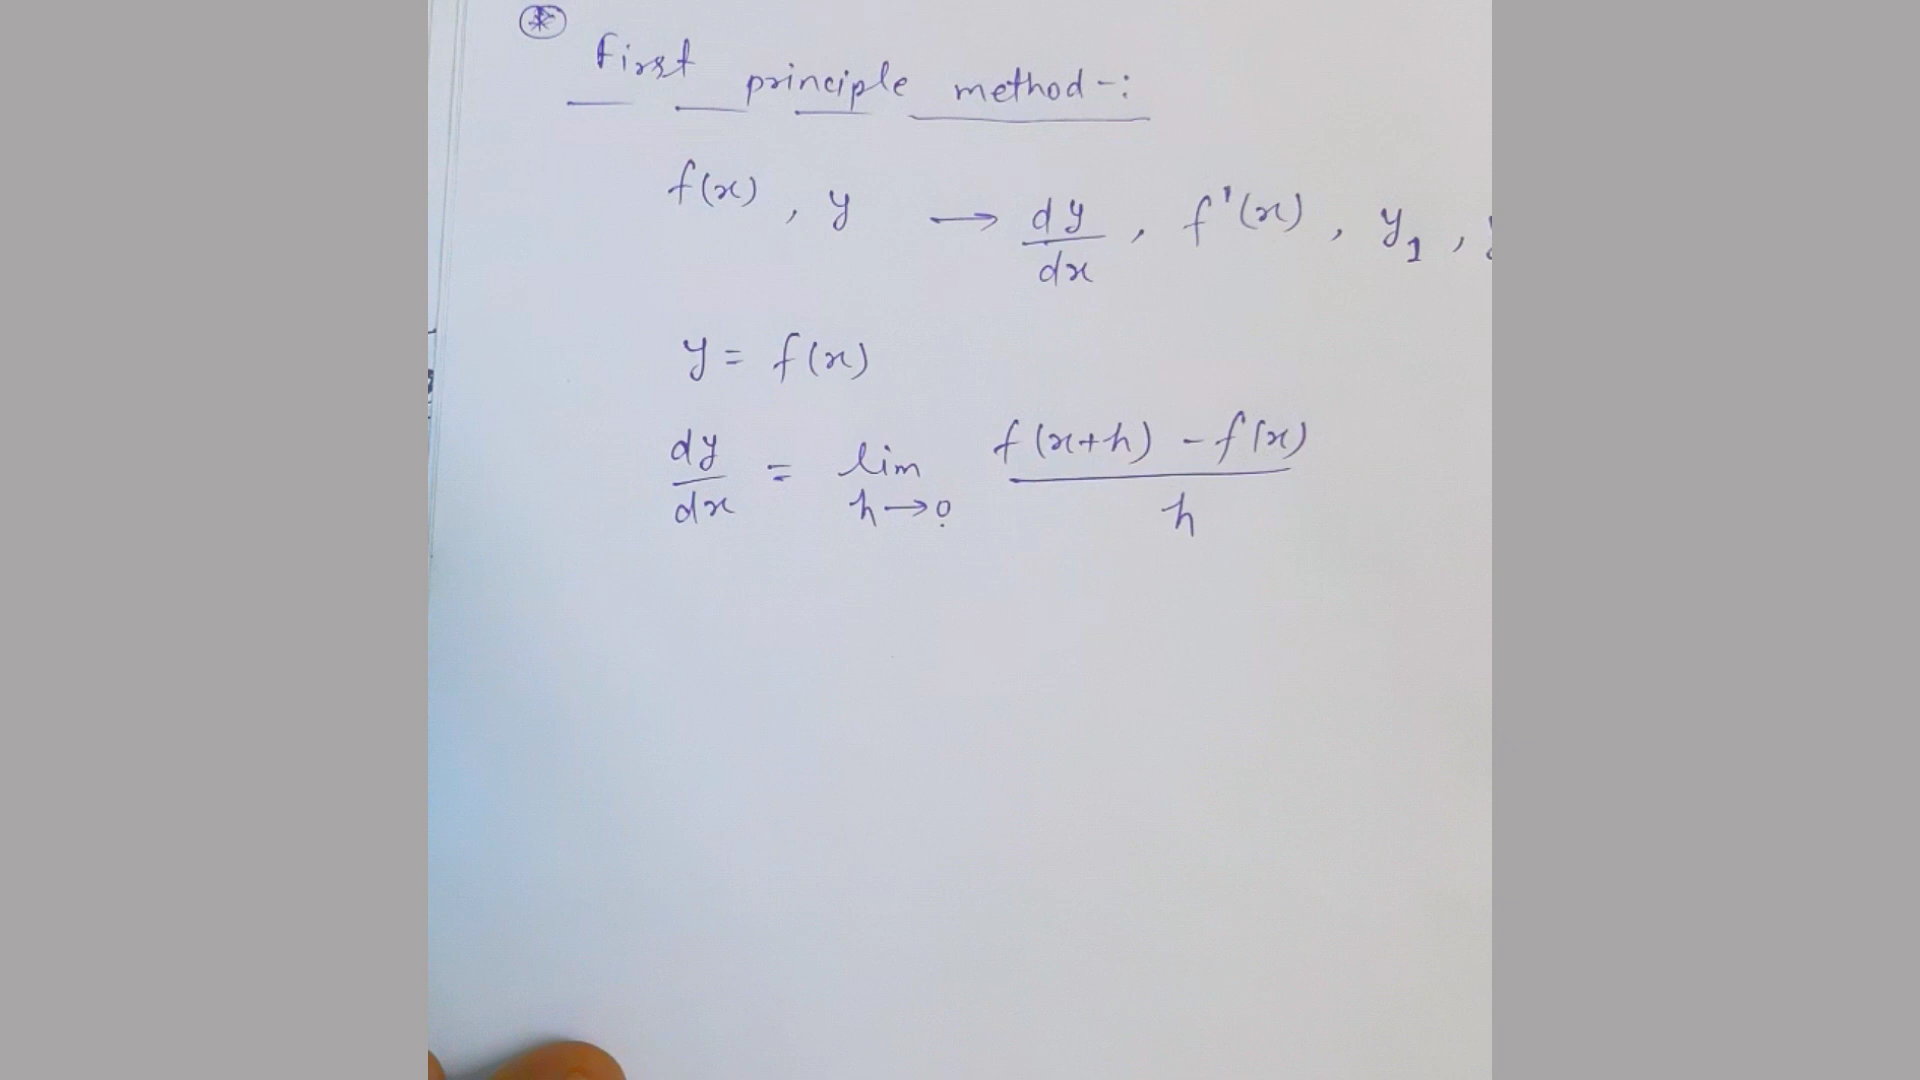 First principle method-:
f(x), y → dy/dx, f'(x), y₁,
y = f(x)
dy/dx = lim h→0 f(x+h) - f(x) / h